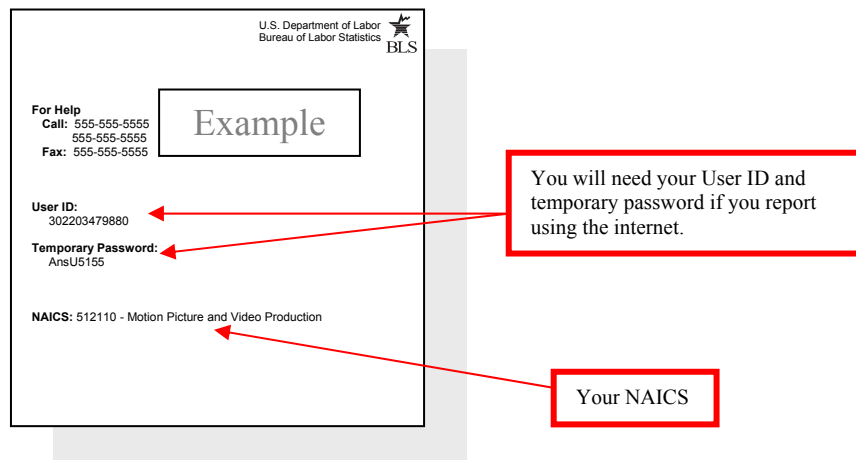 U.S. Department of Labor
Bureau of Labor Statistics
BLS
For Help
Call: 555-555-5555
555-555-5555
Fax: 555-555-5555
Example
User ID:
302203479880
Temporary Password:
AnsU5155
NAICS: 512110 - Motion Picture and Video Production
You will need your User ID and
temporary password if you report
using the internet.
Your NAICS